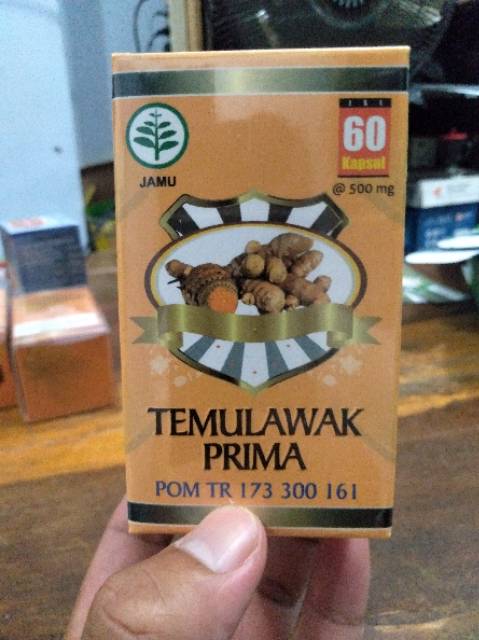 JAMU
ISI
60
Kapsul
@ 500 mg
TEMULAWAK
PRIMA
POM TR 173 300 161